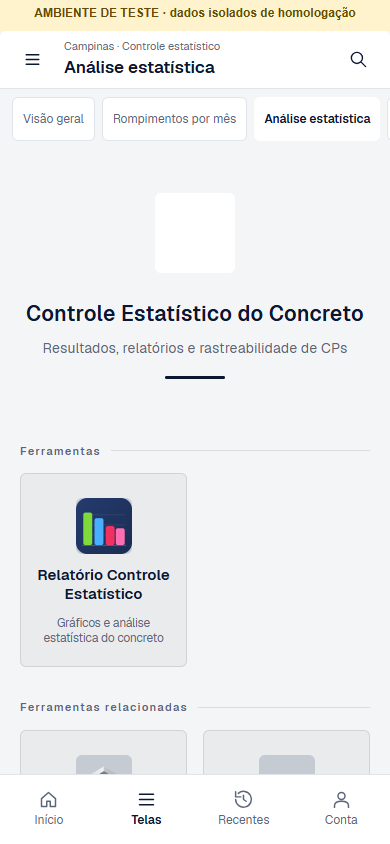 AMBIENTE DE TESTE · dados isolados de homologação
Campinas · Controle estatístico
Análise estatística
Visão geral
Rompimentos por mês
Análise estatística
Controle Estatístico do Concreto
Resultados, relatórios e rastreabilidade de CPs
Ferramentas
Relatório Controle
Estatístico
Gráficos e análise
estatística do concreto
Ferramentas relacionadas
Início
Telas
Recentes
Conta